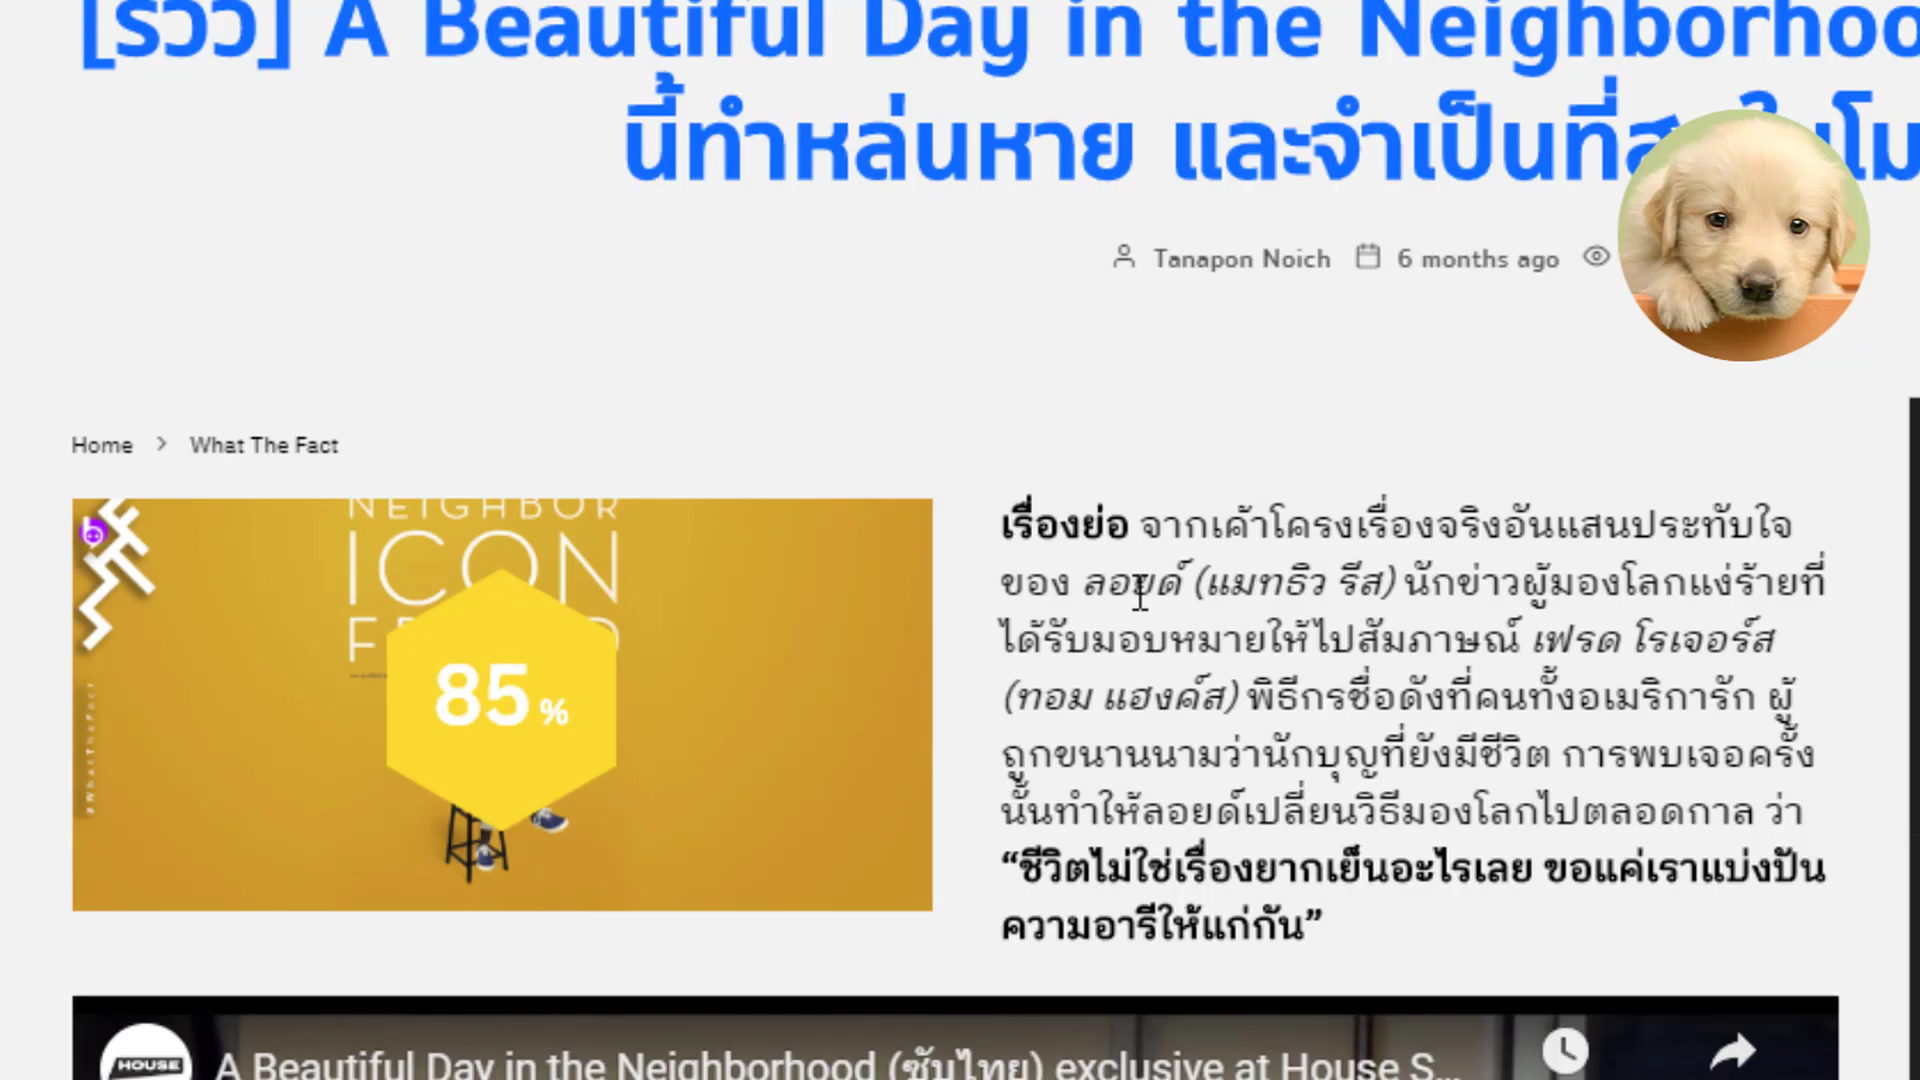 [รีวิว] A Beautiful Day in the
นี้ทำหล่นหาย
Tanapon Noich 6 months ago
Home > What The Fact
NEIGHBOR
ICON
85 %
#WhatTheFact
เรื่องย่อ จากเค้าโครงเรื่องจริงอันแสนประทับใจ
ของ ลอยด์ (แมทธิว รีส) นักข่าวผู้มองโลกแง่ร้ายที่
ได้รับมอบหมายให้ไปสัมภาษณ์ เฟรด โรเจอร์ส
(ทอม แฮงค์ส) พิธีกรชื่อดังที่คนทั้งอเมริการัก ผู้
ถูกขนานนามว่านักบุญที่ยังมีชีวิต การพบเจอครั้ง
นั้นทำให้ลอยด์เปลี่ยนวิธีมองโลกไปตลอดกาล ว่า
“ชีวิตไม่ใช่เรื่องยากเย็นอะไรเลย ขอแค่เราแบ่งปัน
ความอารีให้แก่กัน”
HOUSE
A Beautiful Day in the Neighborhood (ซับไทย) exclusive at House S...